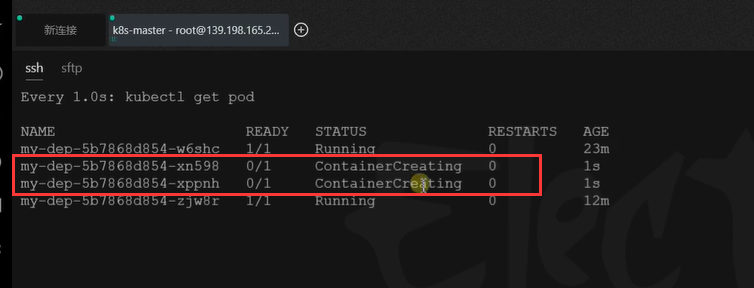 新连接
k8s-master - root@139.198.165.2...
ssh sftp
Every 1.0s: kubectl get pod
NAME READY STATUS RESTARTS AGE
my-dep-5b7868d854-w6shc 1/1 Running 0 23m
my-dep-5b7868d854-xn598 0/1 ContainerCreating 0 1s
my-dep-5b7868d854-xppnh 0/1 ContainerCreating 0 1s
my-dep-5b7868d854-zjw8r 1/1 Running 0 12m
Elect